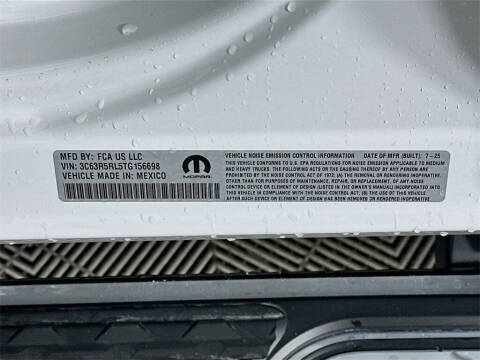 MFD BY: FCA US LLC
VIN: 3C63R5RL5TG156698
VEHICLE MADE IN: MEXICO
MOPAR
VEHICLE NOISE EMISSION CONTROL INFORMATION DATE OF MFR (BUILT): 7-25
THIS VEHICLE CONFORMS TO U.S. EPA REGULATIONS FOR NOISE EMISSION APPLICABLE TO MEDIUM
AND HEAVY TRUCKS. THE FOLLOWING ACTS OR THE CAUSING THEREOF BY ANY PERSON
ARE PROHIBITED BY THE NOISE CONTROL ACT OF 1972: (A) THE REMOVAL OR RENDERING INOPERATIVE,
OTHER THAN FOR PURPOSES OF MAINTENANCE, REPAIR, OR REPLACEMENT, OF ANY NOISE
CONTROL DEVICE OR ELEMENT OF DESIGN (LISTED IN THE OWNER'S MANUAL) INCORPORATED INTO
THIS VEHICLE IN COMPLIANCE WITH THE NOISE CONTROL ACT; (B) THE USE OF THIS VEHICLE
AFTER SUCH DEVICE OR ELEMENT OF DESIGN HAS BEEN REMOVED OR RENDERED INOPERATIVE.